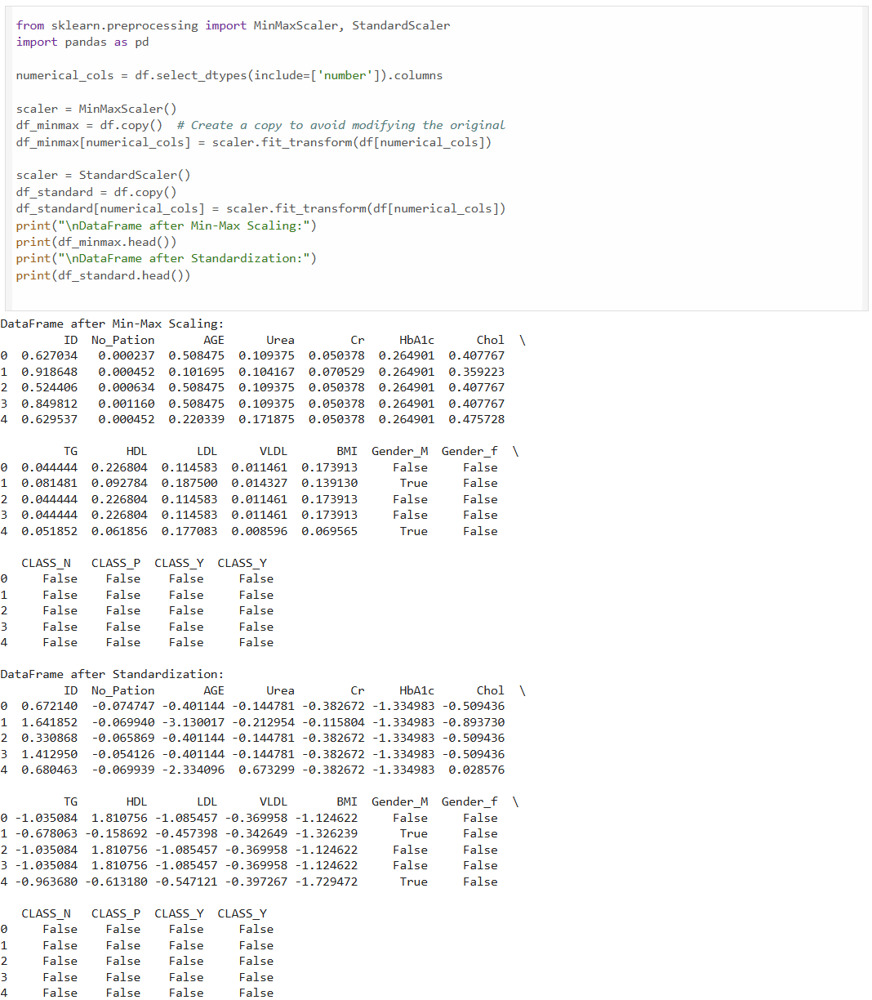 from sklearn.preprocessing import MinMaxScaler, StandardScaler
import pandas as pd
numerical_cols = df.select_dtypes(include=['number']).columns
scaler = MinMaxScaler()
df_minmax = df.copy()  # Create a copy to avoid modifying the original
df_minmax[numerical_cols] = scaler.fit_transform(df[numerical_cols])
scaler = StandardScaler()
df_standard = df.copy()
df_standard[numerical_cols] = scaler.fit_transform(df[numerical_cols])
print("\nDataFrame after Min-Max Scaling:")
print(df_minmax.head())
print("\nDataFrame after Standardization:")
print(df_standard.head())
DataFrame after Min-Max Scaling:
         ID  No_Pation       AGE      Urea        Cr     HbA1c      Chol  \
0  0.627034   0.000237  0.508475  0.109375  0.050378  0.264901  0.407767
1  0.918648   0.000452  0.101695  0.104167  0.070529  0.264901  0.359223
2  0.524406   0.000634  0.508475  0.109375  0.050378  0.264901  0.407767
3  0.849812   0.001160  0.508475  0.109375  0.050378  0.264901  0.407767
4  0.629537   0.000452  0.220339  0.171875  0.050378  0.264901  0.475728
         TG       HDL       LDL      VLDL       BMI  Gender_M  Gender_f  \
0  0.044444  0.226804  0.114583  0.011461  0.173913     False     False
1  0.081481  0.092784  0.187500  0.014327  0.139130      True     False
2  0.044444  0.226804  0.114583  0.011461  0.173913     False     False
3  0.044444  0.226804  0.114583  0.011461  0.173913     False     False
4  0.051852  0.061856  0.177083  0.008596  0.069565      True     False
   CLASS_N   CLASS_P  CLASS_Y  CLASS_Y
0     False    False    False     False
1     False    False    False     False
2     False    False    False     False
3     False    False    False     False
4     False    False    False     False
DataFrame after Standardization:
         ID  No_Pation       AGE      Urea        Cr     HbA1c      Chol  \
0  0.672140  -0.074747 -0.401144 -0.144781 -0.382672 -1.334983 -0.509436
1  1.641852  -0.069940 -3.130017 -0.212954 -0.115804 -1.334983 -0.893730
2  0.330868  -0.065869 -0.401144 -0.144781 -0.382672 -1.334983 -0.509436
3  1.412950  -0.054126 -0.401144 -0.144781 -0.382672 -1.334983 -0.509436
4  0.680463  -0.069939 -2.334096  0.673299 -0.382672 -1.334983  0.028576
         TG       HDL       LDL      VLDL       BMI  Gender_M  Gender_f  \
0 -1.035084  1.810756 -1.085457 -0.369958 -1.124622     False     False
1 -0.678063 -0.158692 -0.457398 -0.342649 -1.326239      True     False
2 -1.035084  1.810756 -1.085457 -0.369958 -1.124622     False     False
3 -1.035084  1.810756 -1.085457 -0.369958 -1.124622     False     False
4 -0.963680 -0.613180 -0.547121 -0.397267 -1.729472      True     False
   CLASS_N   CLASS_P  CLASS_Y  CLASS_Y
0     False    False    False     False
1     False    False    False     False
2     False    False    False     False
3     False    False    False     False
4     False    False    False     False